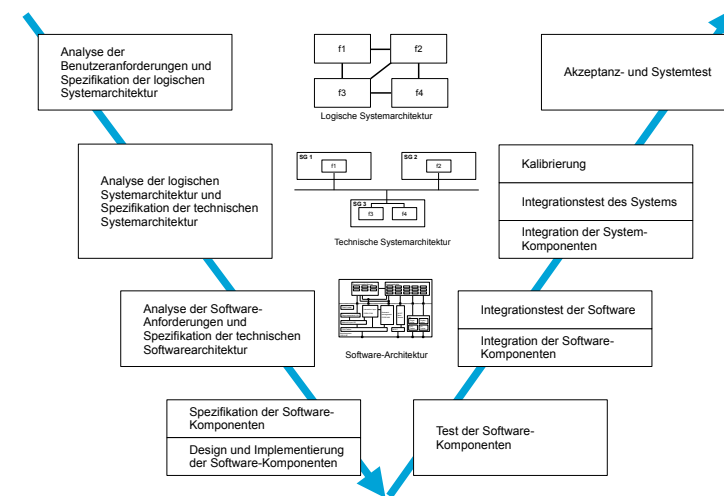 Analyse der
Benutzeranforderungen und
Spezifikation der logischen
Systemarchitektur
f1
f2
f3
f4
Logische Systemarchitektur
Akzeptanz- und Systemtest
Analyse der logischen
Systemarchitektur und
Spezifikation der technischen
Systemarchitektur
SG 1
f1
SG 2
f2
SG 3
f3
f4
Technische Systemarchitektur
Kalibrierung
Integrationstest des Systems
Integration der System-
Komponenten
Analyse der Software-
Anforderungen und
Spezifikation der technischen
Softwarearchitektur
Software-Architektur
Integrationstest der Software
Integration der Software-
Komponenten
Spezifikation der Software-
Komponenten
Design und Implementierung
der Software-Komponenten
Test der Software-
Komponenten